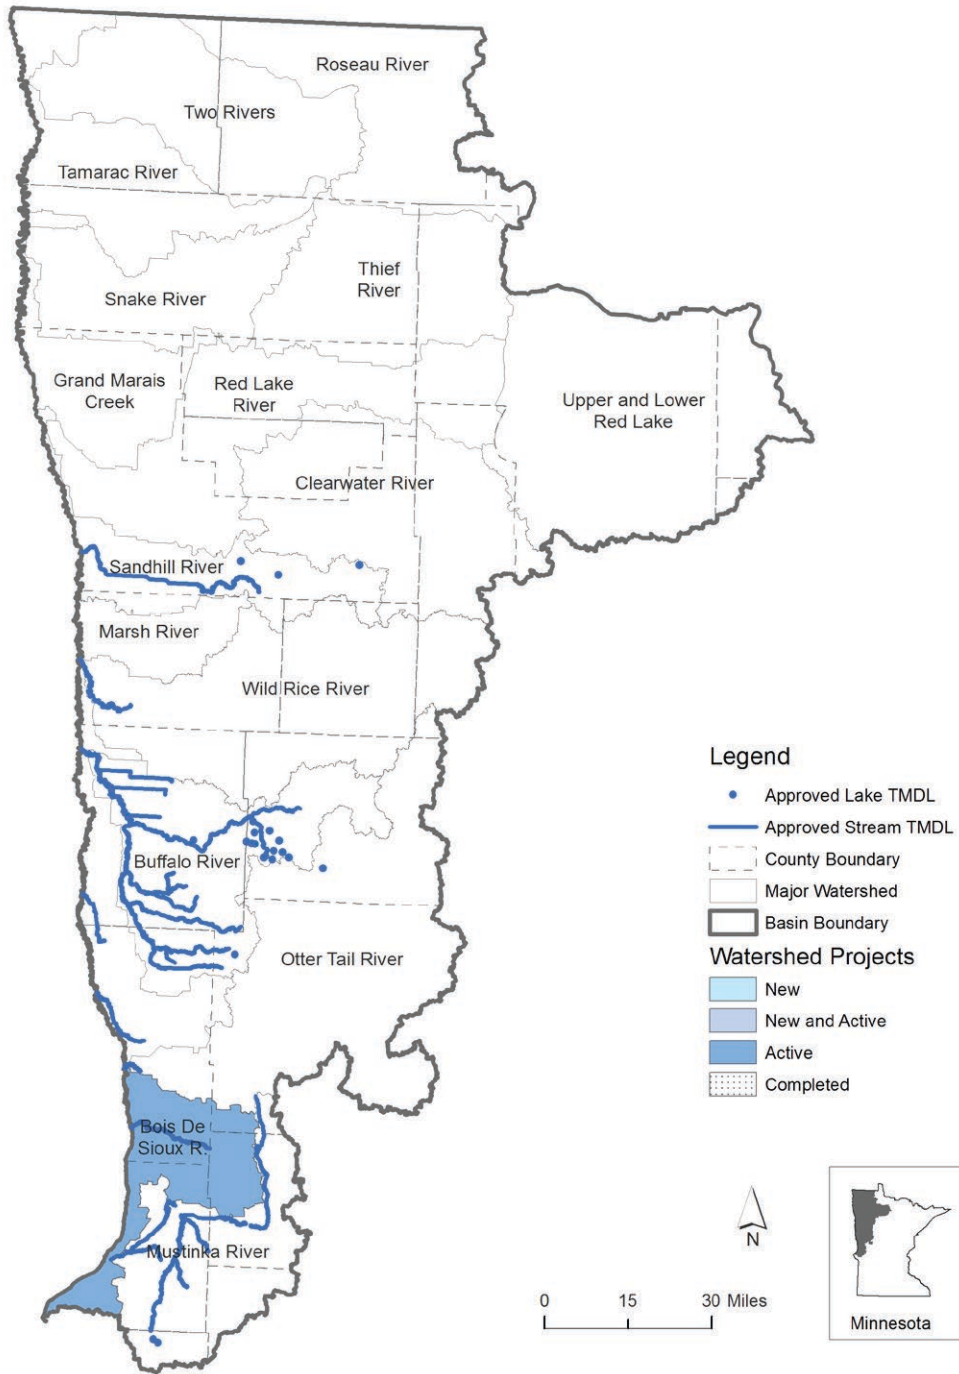 Roseau River
Two Rivers
Tamarac River
Thief
River
Snake River
Grand Marais
Creek
Red Lake
River
Upper and Lower
Red Lake
Clearwater River
Sandhill River
Marsh River
Wild Rice River
Buffalo River
Otter Tail River
Bois De
Sioux R.
Mustinka River
Legend
Approved Lake TMDL
Approved Stream TMDL
County Boundary
Major Watershed
Basin Boundary
Watershed Projects
New
New and Active
Active
Completed
N
0 15 30 Miles
Minnesota